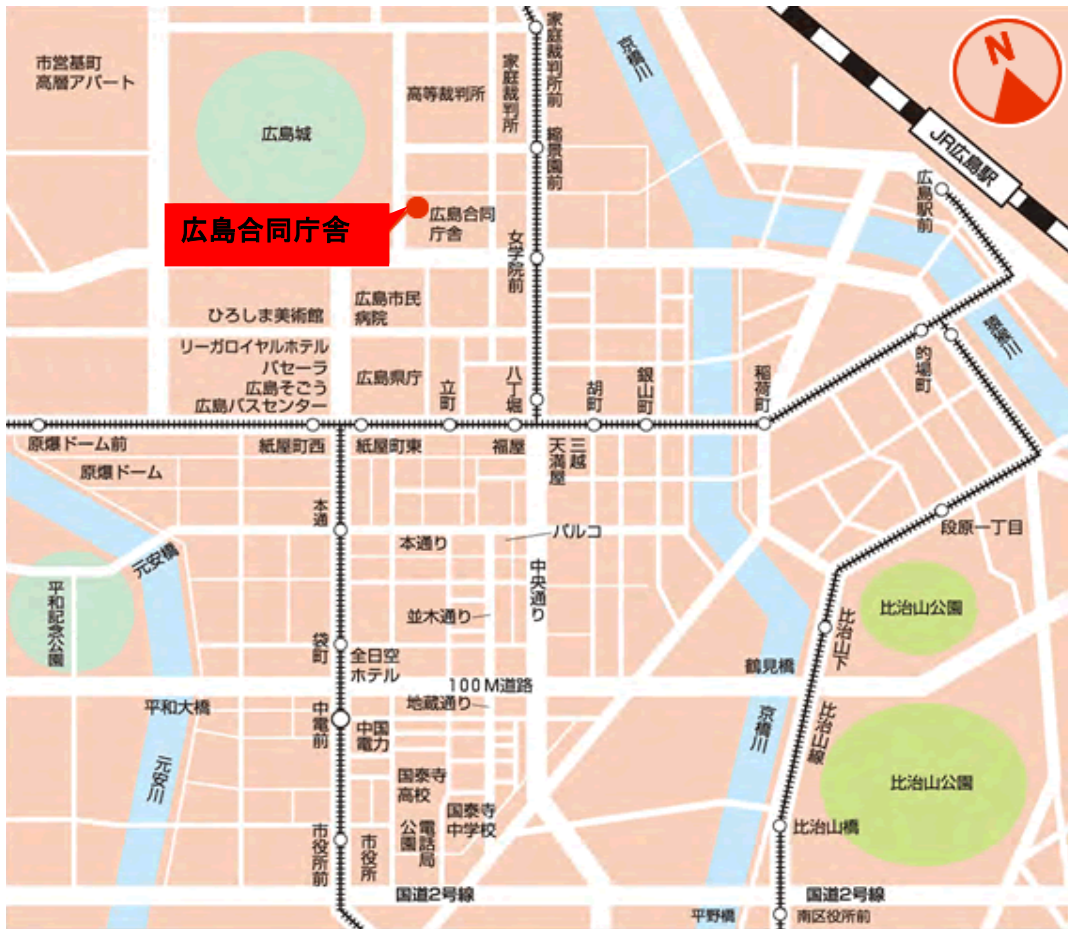 市営基町
高層アパート
広島城
高等裁判所
家庭裁判所
家庭裁判所前
京橋川
N
JR広島駅
広島駅前
縮景園前
広島合同庁舎
広島合同
庁舎
女学院前
広島市民
病院
ひろしま美術館
リーガロイヤルホテル
パセーラ
広島そごう
広島バスセンター
広島県庁
立町
八丁堀
胡町
銀山町
稲荷町
的場町
猿猴川
原爆ドーム前
原爆ドーム
紙屋町西
紙屋町東
福屋
天満屋
三越
本通
本通り
パルコ
中央通り
段原一丁目
元安橋
平和記念公園
並木通り
袋町
全日空
ホテル
100M道路
地蔵通り
鶴見橋
比治山下
比治山公園
平和大橋
中電前
中国
電力
京橋川
比治山線
比治山公園
元安川
国泰寺
高校
国泰寺
中学校
公園
電話局
市役所前
市役所
比治山橋
国道2号線
国道2号線
平野橋
南区役所前